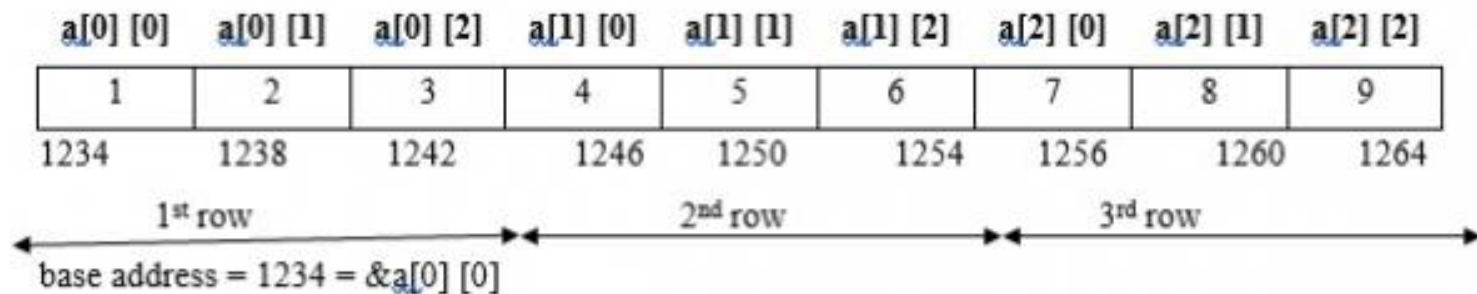 a[0] [0] a[0] [1] a[0] [2] a[1] [0] a[1] [1] a[1] [2] a[2] [0] a[2] [1] a[2] [2]
1 2 3 4 5 6 7 8 9
1234 1238 1242 1246 1250 1254 1256 1260 1264
1st row 2nd row 3rd row
base address = 1234 = &a[0] [0]